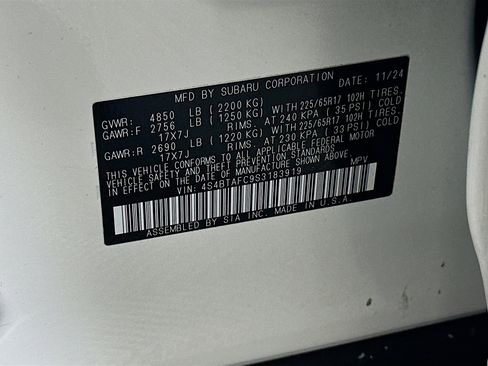 MFD BY SUBARU CORPORATION DATE: 11/24
GVWR: 4850 LB (2200 KG)
GAWR:F 2756 LB (1250 KG) WITH 225/65R17 102H TIRES
17X7J RIMS. AT 240 KPA ( 35 PSI) COLD
GAWR:R 2690 LB (1220 KG) WITH 225/65R17 102H TIRES
17X7J RIMS. AT 230 KPA ( 33 PSI) COLD
THIS VEHICLE CONFORMS TO ALL APPLICABLE FEDERAL MOTOR
VEHICLE SAFETY AND THEFT PREVENTION STANDARDS
IN EFFECT ON THE DATE OF MANUFACTURE SHOWN ABOVE.
VIN: 4S4BTAFC9S3183919 MPV
ASSEMBLED BY SIA INC. MADE IN U.S.A.